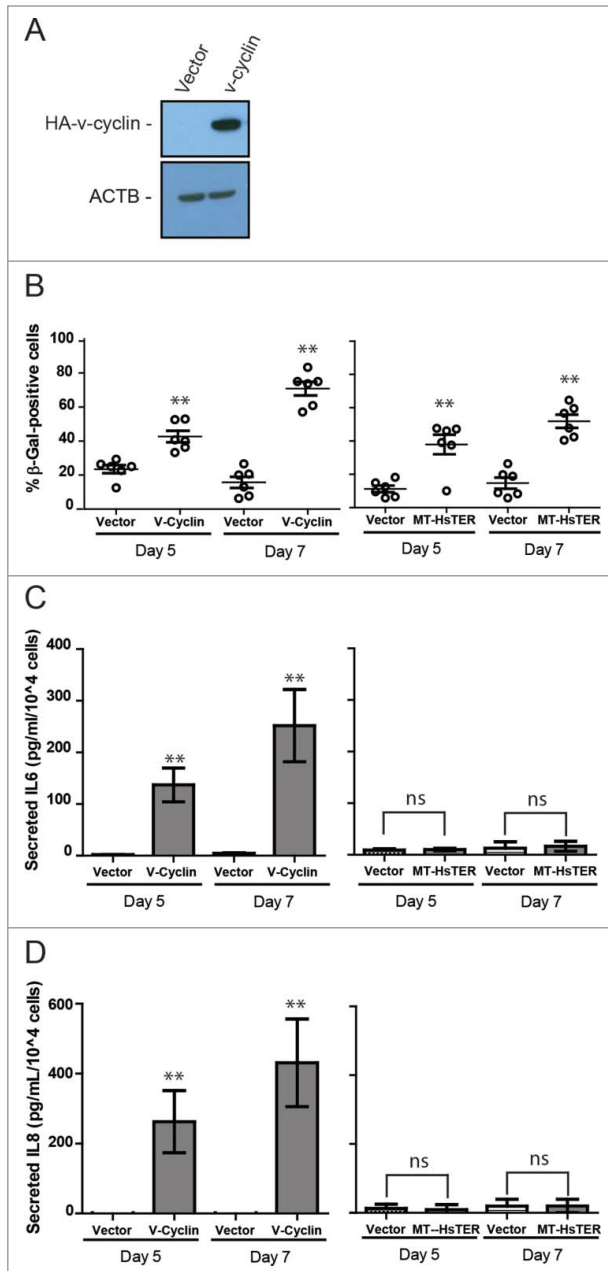 A
Vector
v-cyclin
HA-v-cyclin -
ACTB -
B
% β-Gal-positive cells
100
80
60
40
20
0
**
**
**
**
Vector V-Cyclin Vector V-Cyclin
Day 5 Day 7
Vector MT-HsTER Vector MT-HsTER
Day 5 Day 7
C
Secreted IL6 (pg/ml/10^4 cells)
400
300
200
100
0
**
**
ns
ns
Vector V-Cyclin Vector V-Cyclin
Day 5 Day 7
Vector MT-HsTER Vector MT-HsTER
Day 5 Day 7
D
Secreted IL8 (pg/mL/10^4 cells)
600
400
200
0
**
**
ns
ns
Vector V-Cyclin Vector V-Cyclin
Day 5 Day 7
Vector MT--HsTER Vector MT-HsTER
Day 5 Day 7